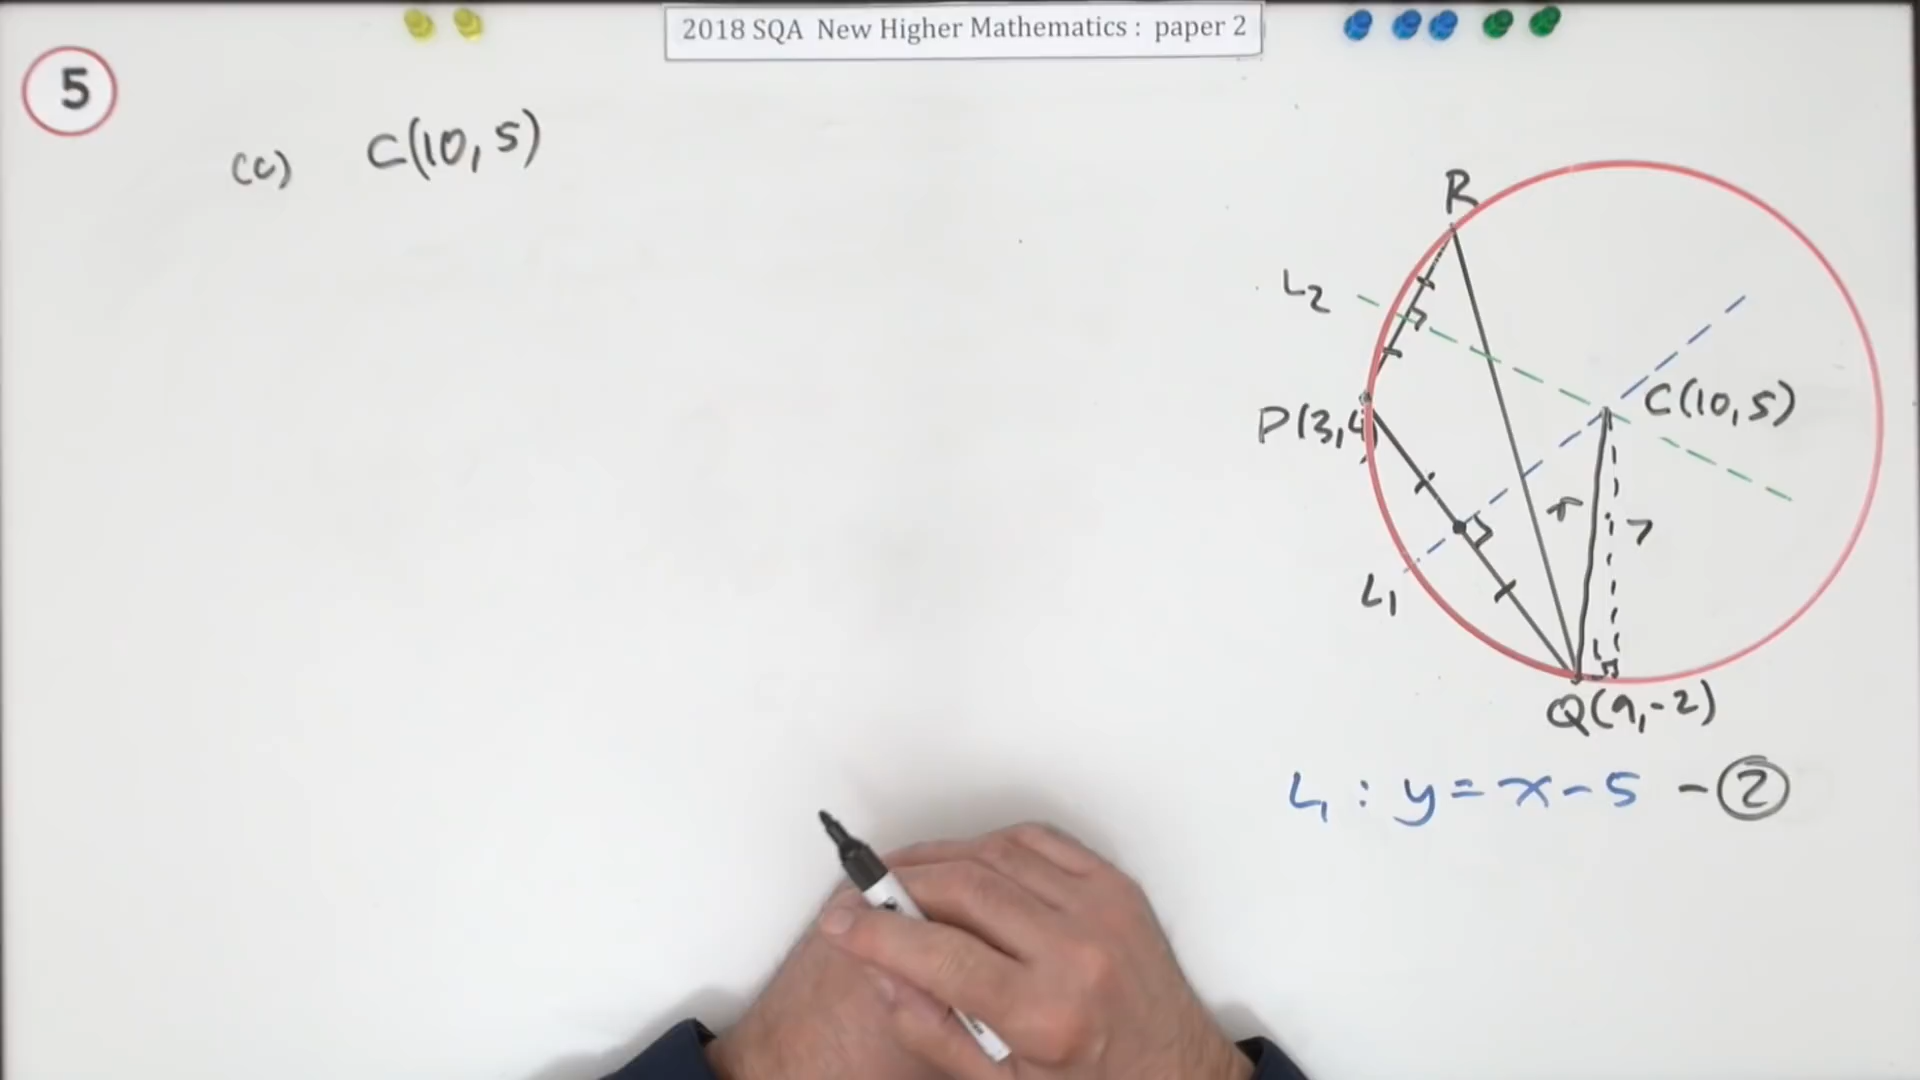 2018 SQA New Higher Mathematics : paper 2
5
(c) C(10, 5)
R
L2
C(10, 5)
P(3, 4)
r
7
L1
1
Q(9, -2)
L1 : y = x - 5 - 2